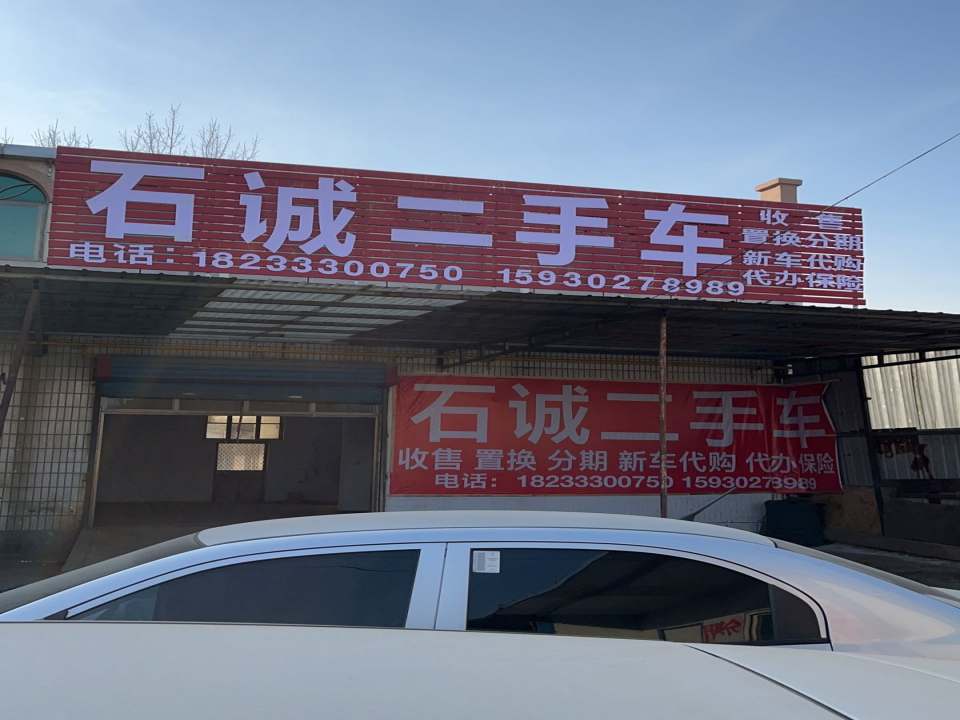 石诚二手车
收售
置换分期
新车代购
代办保险
电话：18233300750 15930278989
石诚二手车
收售 置换 分期 新车代购 代办保险
电话：18233300750 15930278989